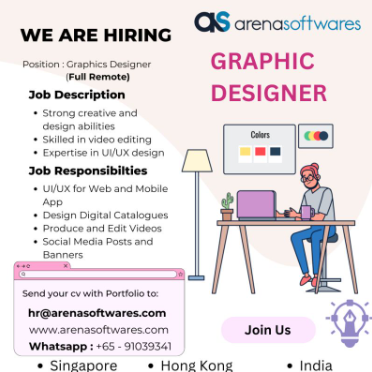 WE ARE HIRING
as arenasoftwares
Position : Graphics Designer
(Full Remote)
GRAPHIC
DESIGNER
Job Description
• Strong creative and
design abilities
• Skilled in video editing
• Expertise in UI/UX design
Job Responsibilties
• UI/UX for Web and Mobile
App
• Design Digital Catalogues
• Produce and Edit Videos
• Social Media Posts and
Banners
Colors
Send your cv with Portfolio to:
hr@arenasoftwares.com
www.arenasoftwares.com
Whatsapp : +65 - 91039341
Join Us
• Singapore • Hong Kong • India